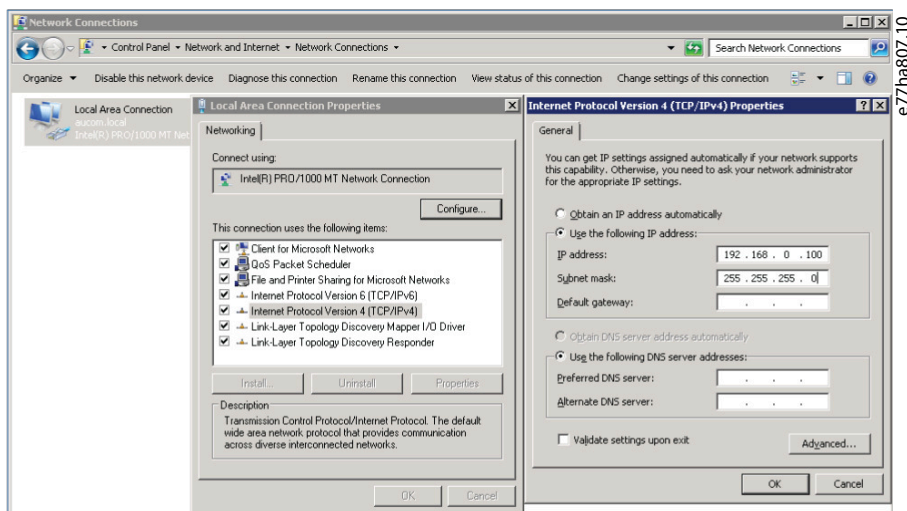 Network Connections
Control Panel Network and Internet Network Connections
Search Network Connections
Organize Disable this network device Diagnose this connection Rename this connection View status of this connection Change settings of this connection
Local Area Connection
aucom.local
Intel(R) PRO/1000 MT Net
Local Area Connection Properties
Networking
Connect using:
Intel(R) PRO/1000 MT Network Connection
Configure...
This connection uses the following items:
Client for Microsoft Networks
QoS Packet Scheduler
File and Printer Sharing for Microsoft Networks
Internet Protocol Version 6 (TCP/IPv6)
Internet Protocol Version 4 (TCP/IPv4)
Link-Layer Topology Discovery Mapper I/O Driver
Link-Layer Topology Discovery Responder
Install...
Uninstall
Properties
Description
Transmission Control Protocol/Internet Protocol. The default
wide area network protocol that provides communication
across diverse interconnected networks.
OK
Cancel
Internet Protocol Version 4 (TCP/IPv4) Properties
General
You can get IP settings assigned automatically if your network supports
this capability. Otherwise, you need to ask your network administrator
for the appropriate IP settings.
Obtain an IP address automatically
Use the following IP address:
IP address: 192 . 168 . 0 . 100
Subnet mask: 255 . 255 . 255 . 0
Default gateway: . . .
Obtain DNS server address automatically
Use the following DNS server addresses:
Preferred DNS server: . . .
Alternate DNS server: . . .
Validate settings upon exit
Advanced...
OK
Cancel
e77ha807.10